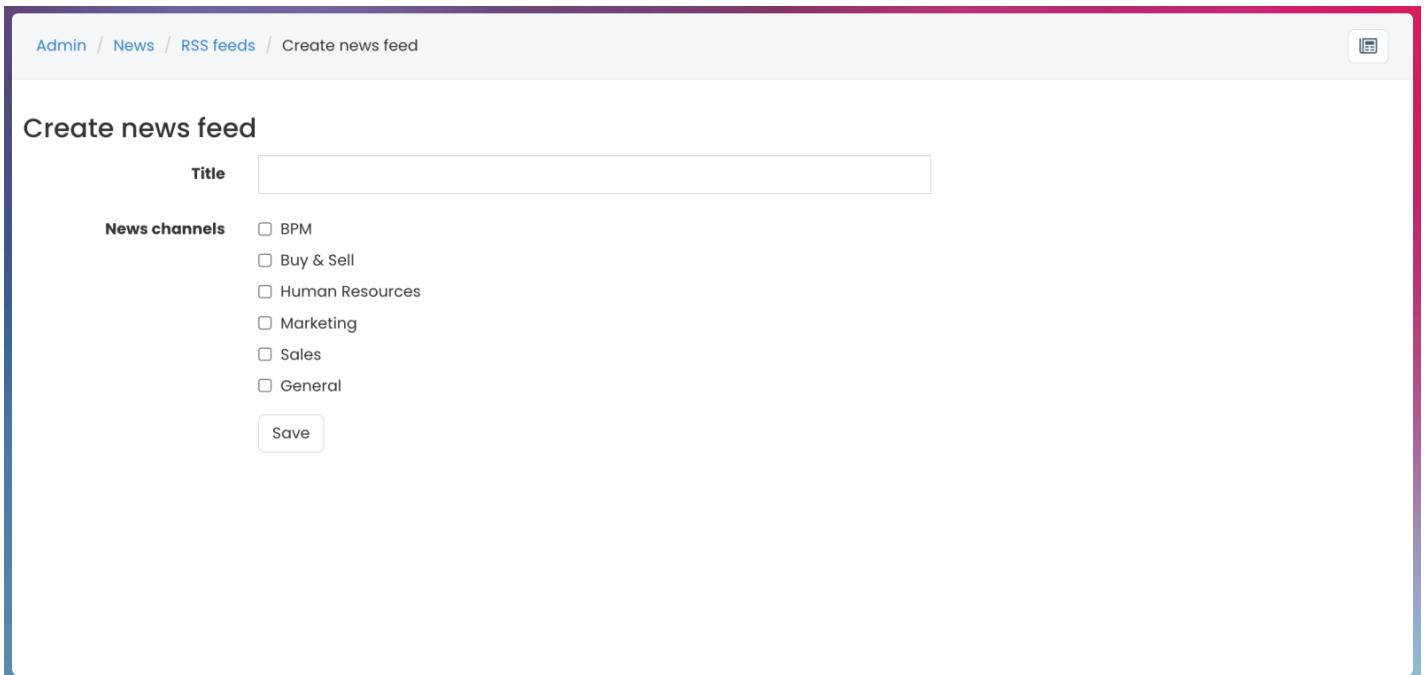 Admin / News / RSS feeds / Create news feed
Create news feed
Title
News channels
BPM
Buy & Sell
Human Resources
Marketing
Sales
General
Save